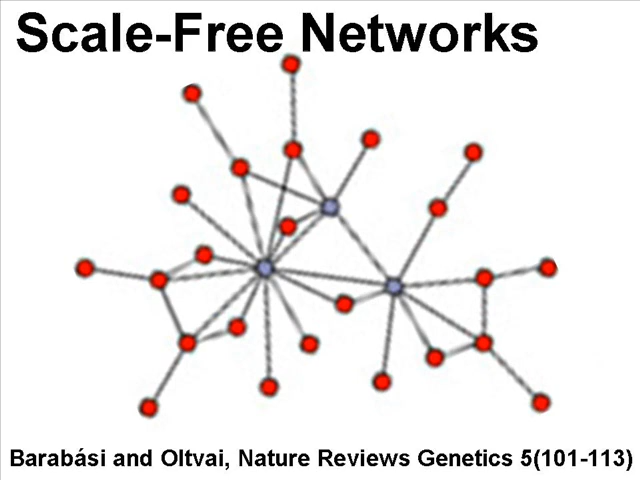 Scale-Free Networks
Barabási and Oltvai, Nature Reviews Genetics 5(101-113)